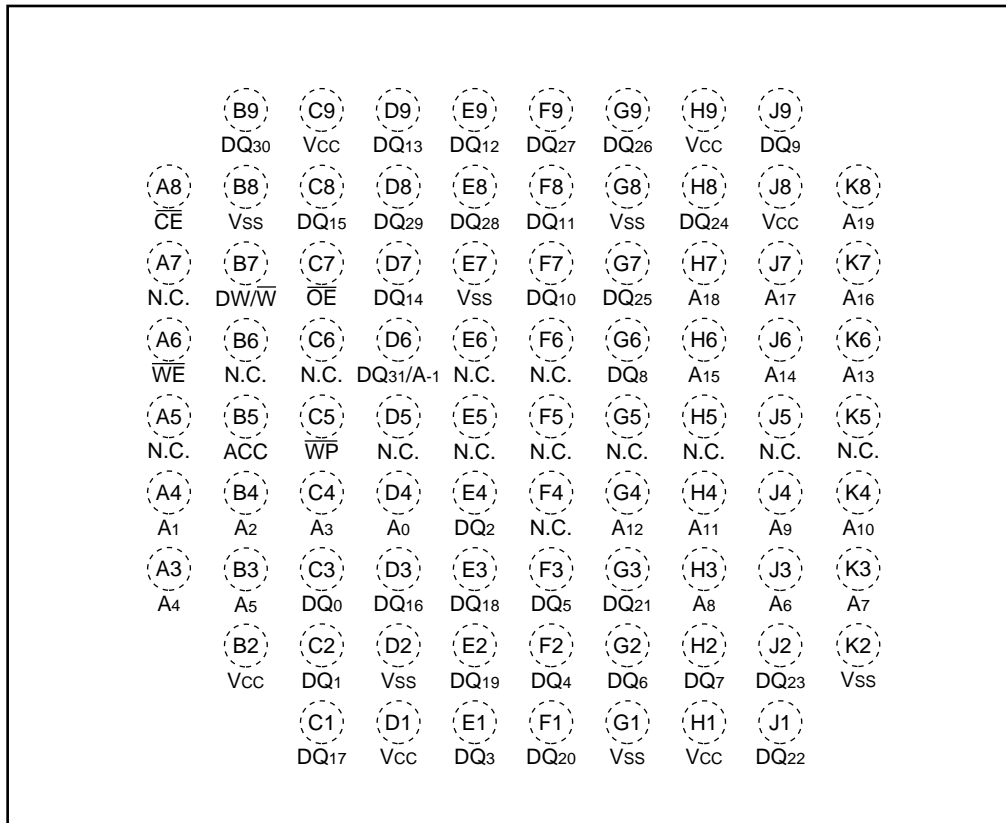 B9 C9 D9 E9 F9 G9 H9 J9
DQ30 VCC DQ13 DQ12 DQ27 DQ26 VCC DQ9
A8 B8 C8 D8 E8 F8 G8 H8 J8 K8
C̅E̅ VSS DQ15 DQ29 DQ28 DQ11 VSS DQ24 VCC A19
A7 B7 C7 D7 E7 F7 G7 H7 J7 K7
N.C. DW/W̅ O̅E̅ DQ14 VSS DQ10 DQ25 A18 A17 A16
A6 B6 C6 D6 E6 F6 G6 H6 J6 K6
W̅E̅ N.C. N.C. DQ31/A-1 N.C. N.C. DQ8 A15 A14 A13
A5 B5 C5 D5 E5 F5 G5 H5 J5 K5
N.C. ACC W̅P̅ N.C. N.C. N.C. N.C. N.C. N.C. N.C.
A4 B4 C4 D4 E4 F4 G4 H4 J4 K4
A1 A2 A3 A0 DQ2 N.C. A12 A11 A9 A10
A3 B3 C3 D3 E3 F3 G3 H3 J3 K3
A4 A5 DQ0 DQ16 DQ18 DQ5 DQ21 A8 A6 A7
B2 C2 D2 E2 F2 G2 H2 J2 K2
VCC DQ1 VSS DQ19 DQ4 DQ6 DQ7 DQ23 VSS
C1 D1 E1 F1 G1 H1 J1
DQ17 VCC DQ3 DQ20 VSS VCC DQ22